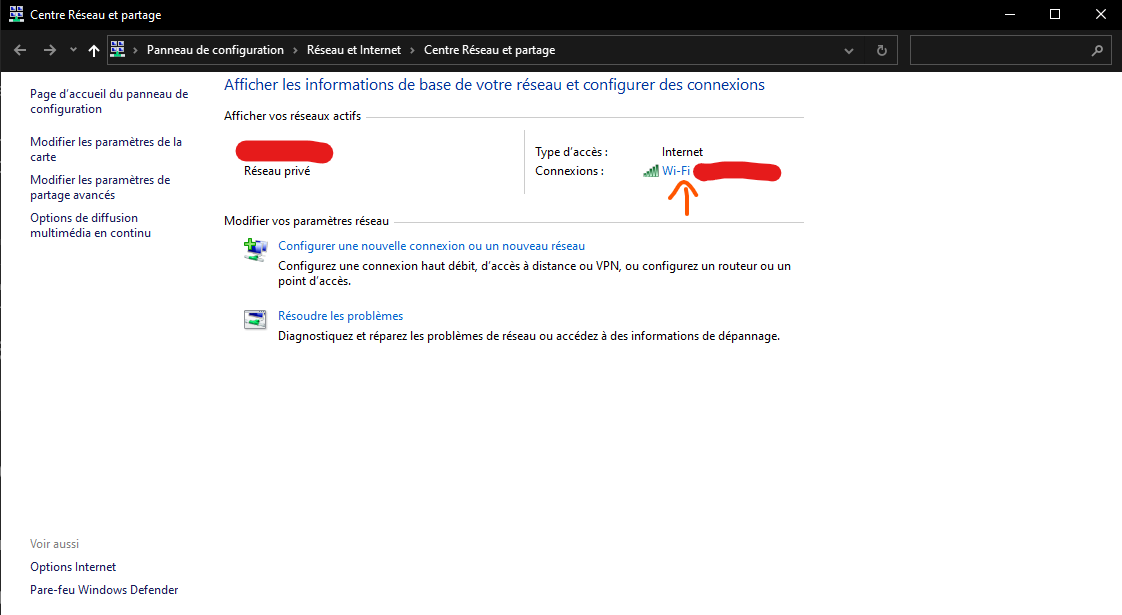 Centre Réseau et partage
Panneau de configuration > Réseau et Internet > Centre Réseau et partage
Page d'accueil du panneau de
configuration
Modifier les paramètres de la
carte
Modifier les paramètres de
partage avancés
Options de diffusion
multimédia en continu
Afficher les informations de base de votre réseau et configurer des connexions
Afficher vos réseaux actifs
Réseau privé
Type d'accès : Internet
Connexions : Wi-Fi
Modifier vos paramètres réseau
Configurer une nouvelle connexion ou un nouveau réseau
Configurez une connexion haut débit, d'accès à distance ou VPN, ou configurez un routeur ou un
point d'accès.
Résoudre les problèmes
Diagnostiquez et réparez les problèmes de réseau ou accédez à des informations de dépannage.
Voir aussi
Options Internet
Pare-feu Windows Defender